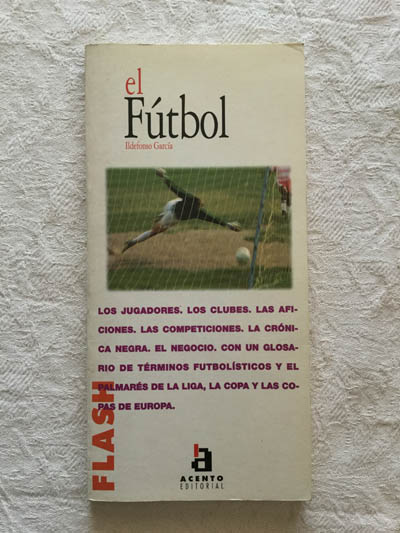 el
Fútbol
Ildefonso García
LOS JUGADORES. LOS CLUBES. LAS AFI-
CIONES. LAS COMPETICIONES. LA CRÓNI-
CA NEGRA. EL NEGOCIO. CON UN GLOSA-
RIO DE TÉRMINOS FUTBOLÍSTICOS Y EL
PALMARÉS DE LA LIGA, LA COPA Y LAS CO-
PAS DE EUROPA.
FLASH
a
ACENTO
EDITORIAL